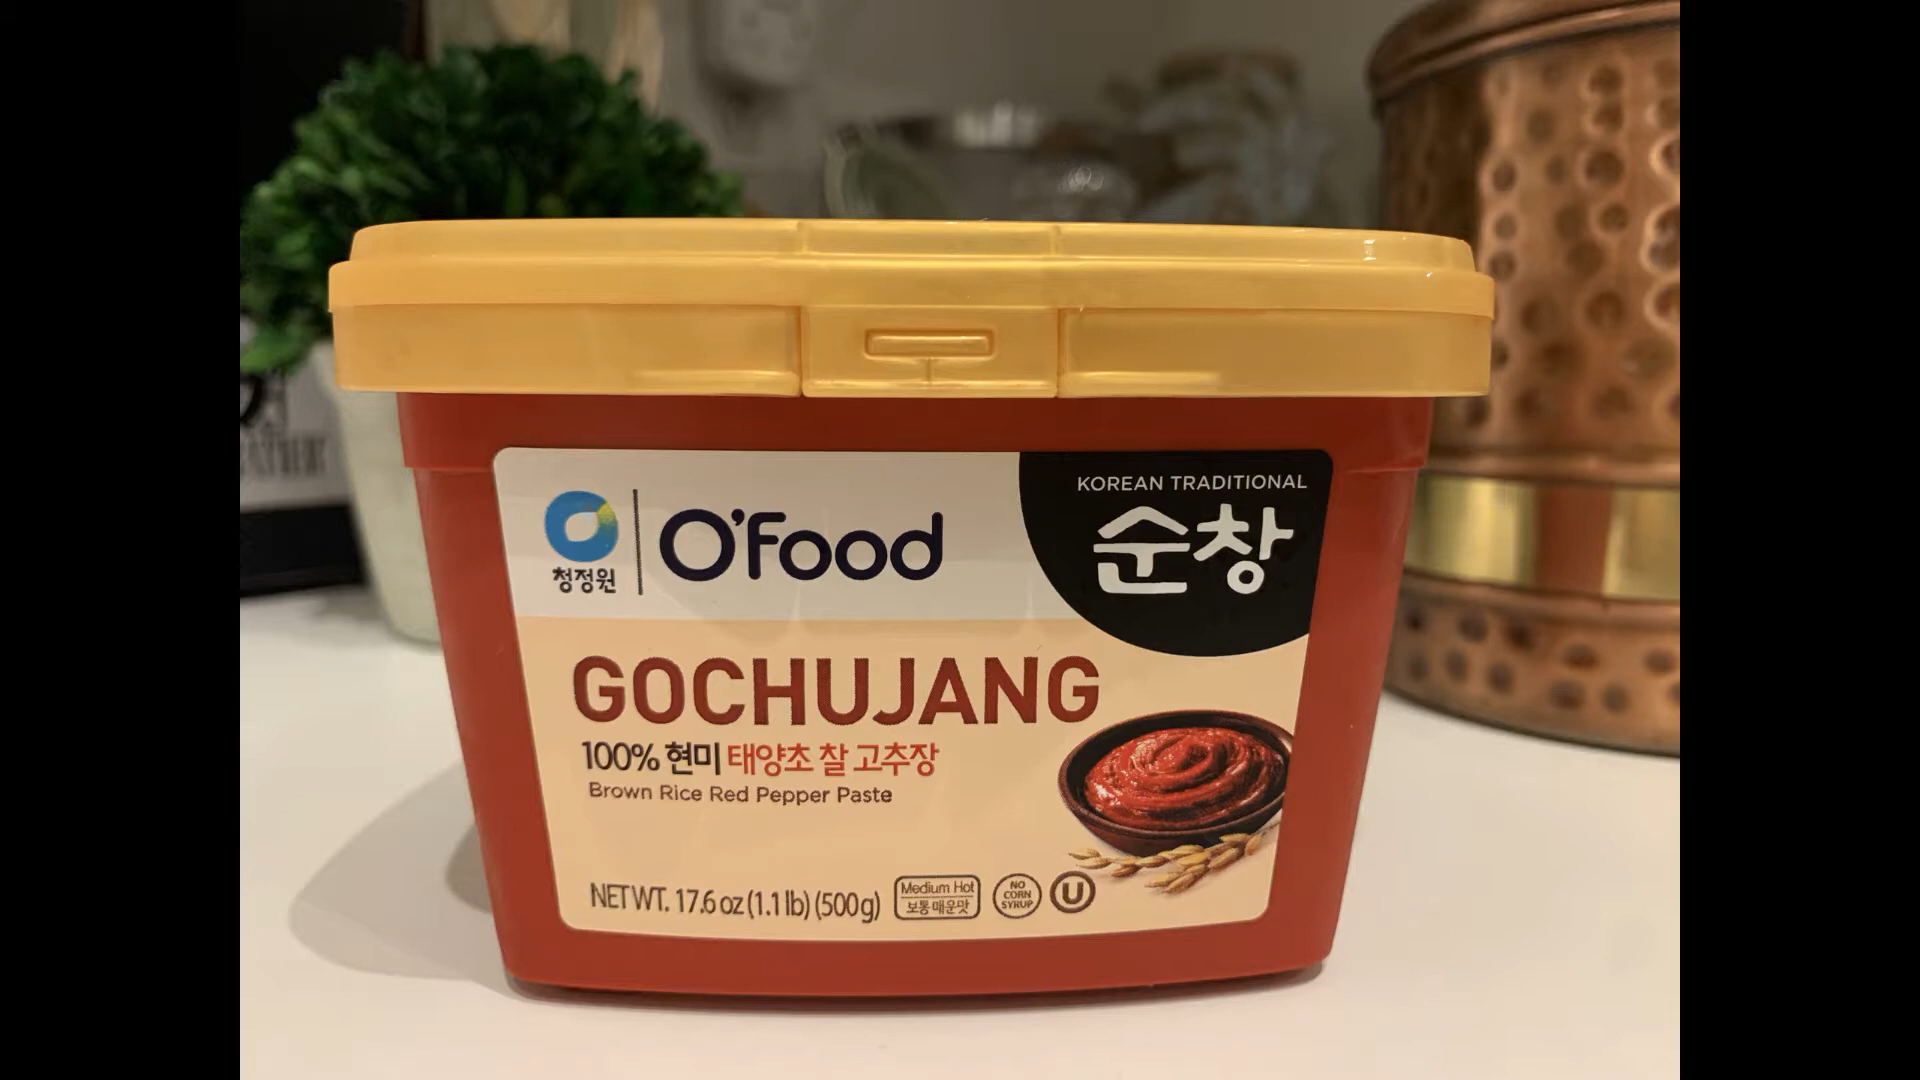 KOREAN TRADITIONAL
순창
청정원
O'Food
GOCHUJANG
100% 현미 태양초 찰 고추장
Brown Rice Red Pepper Paste
NET WT. 17.6 oz (1.1 lb) (500 g)
Medium Hot
보통 매운맛
NO
CORN
SYRUP
U